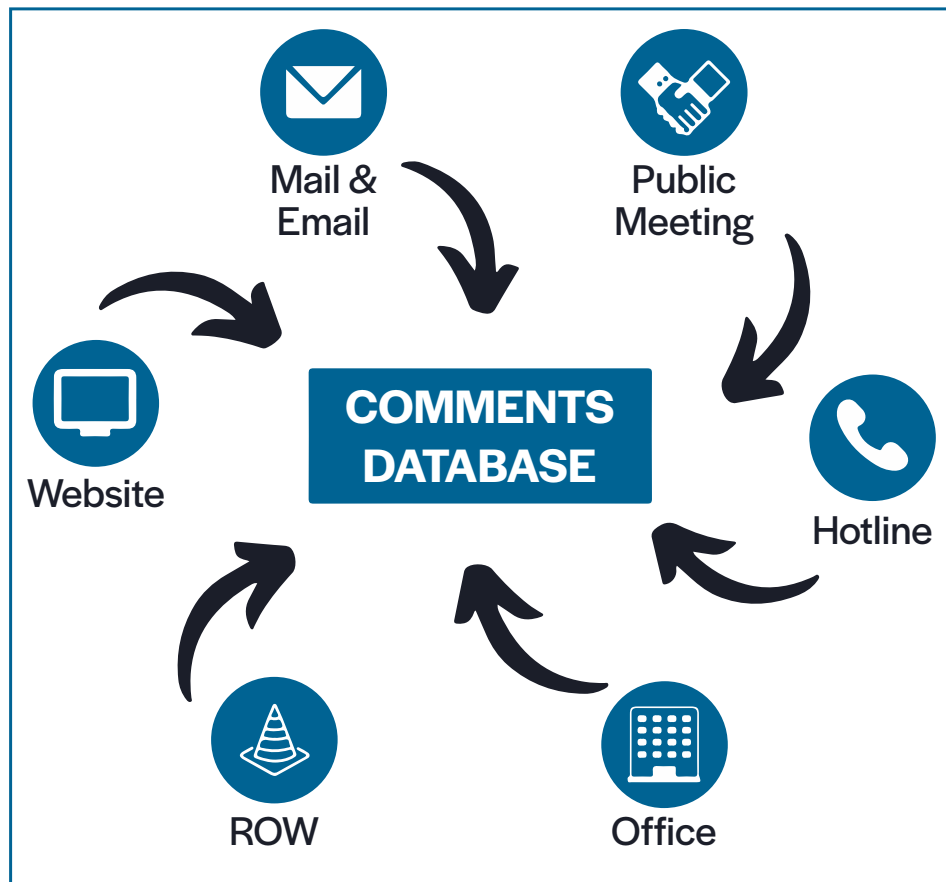 Mail &
Email
Public
Meeting
Website
COMMENTS
DATABASE
Hotline
ROW
Office